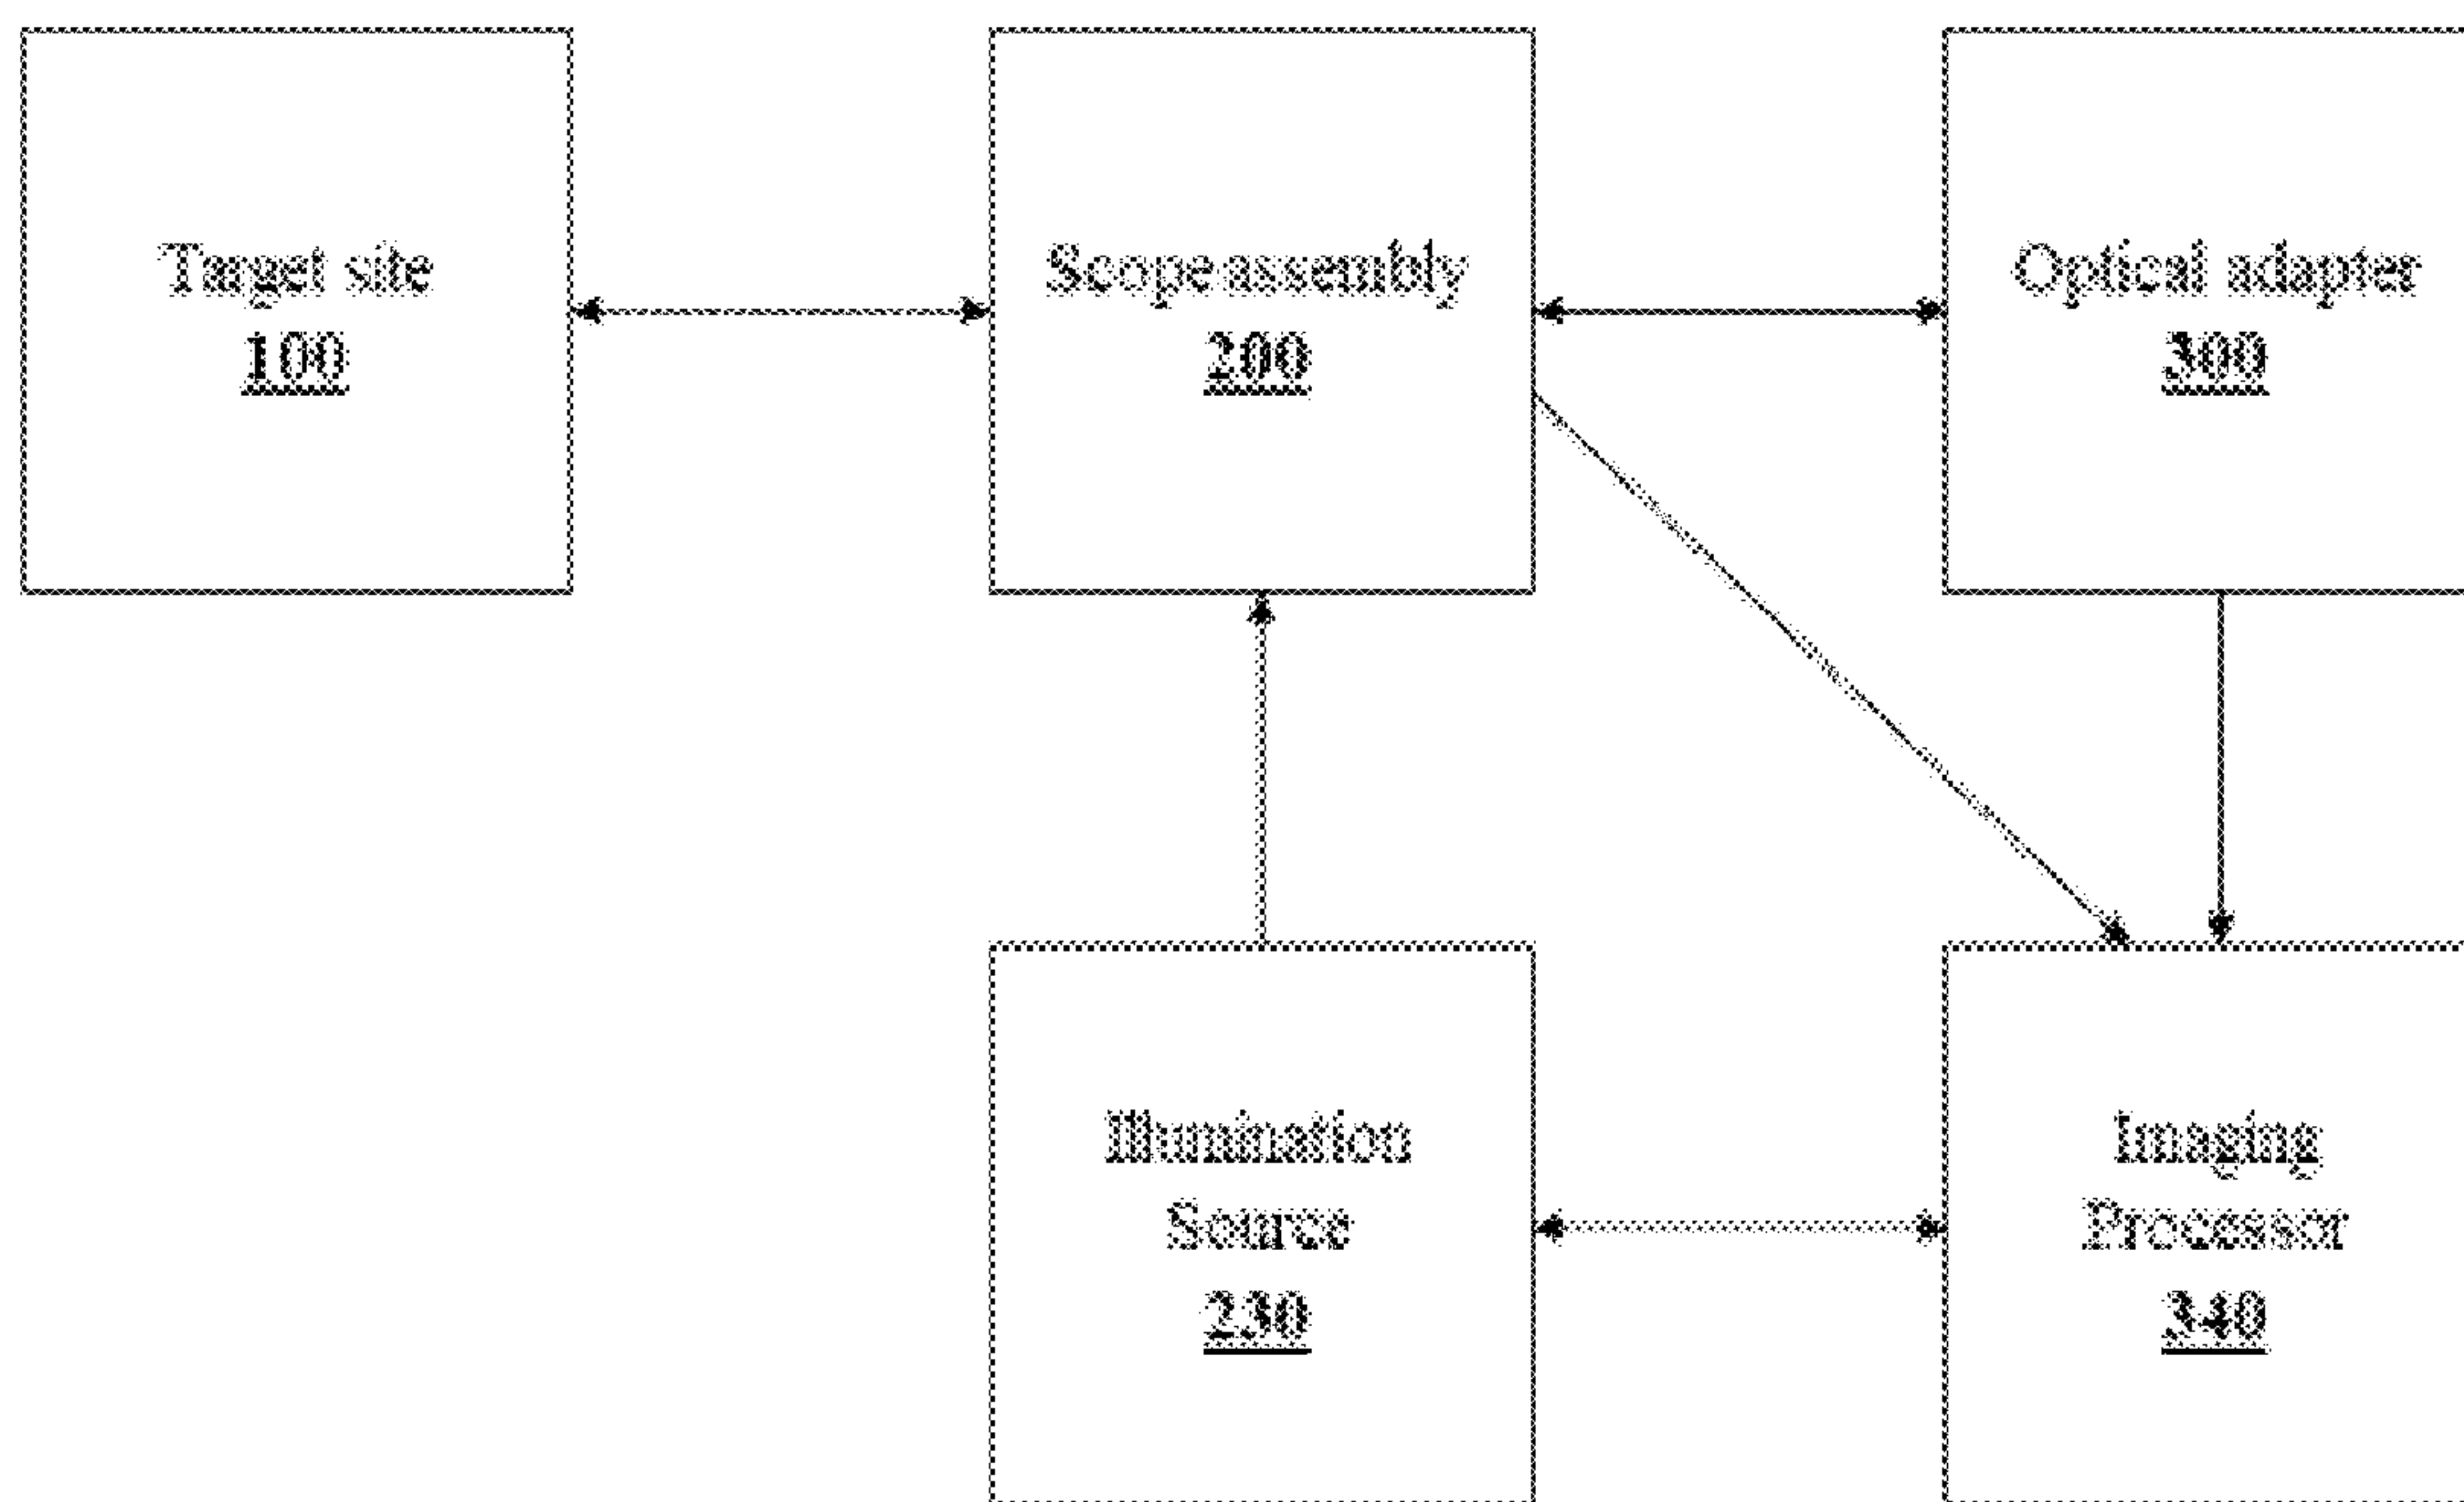 Target site
100
Scope assembly
200
Optical adapter
300
Illumination
Source
230
Imaging
Processor
340